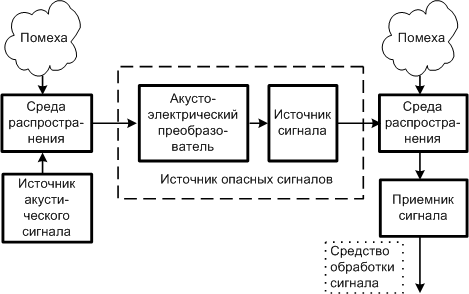 Помеха
Помеха
Среда
распростра-
нения
Акусто-
электрический
преобразо-
ватель
Источник
сигнала
Среда
распростра-
нения
Источник опасных сигналов
Источник
акусти-
ческого
сигнала
Приемник
сигнала
Средство
обработки
сигнала